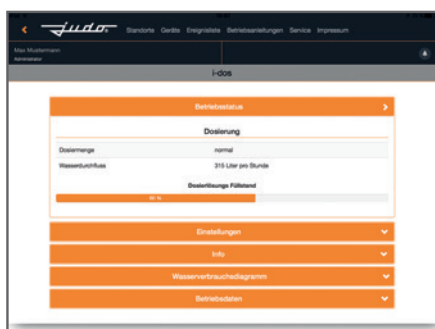 judo
Standorte Geräte Ereignisliste Betriebsanleitungen Service Impressum
Max Mustermann
Administrator
i-dos
Betriebsstatus
Dosierung
Dosiermenge normal
Wasserdurchfluss 315 Liter pro Stunde
Dosierlösungs Füllstand
Einstellungen
Info
Wasserverbrauchsdiagramm
Betriebsdaten